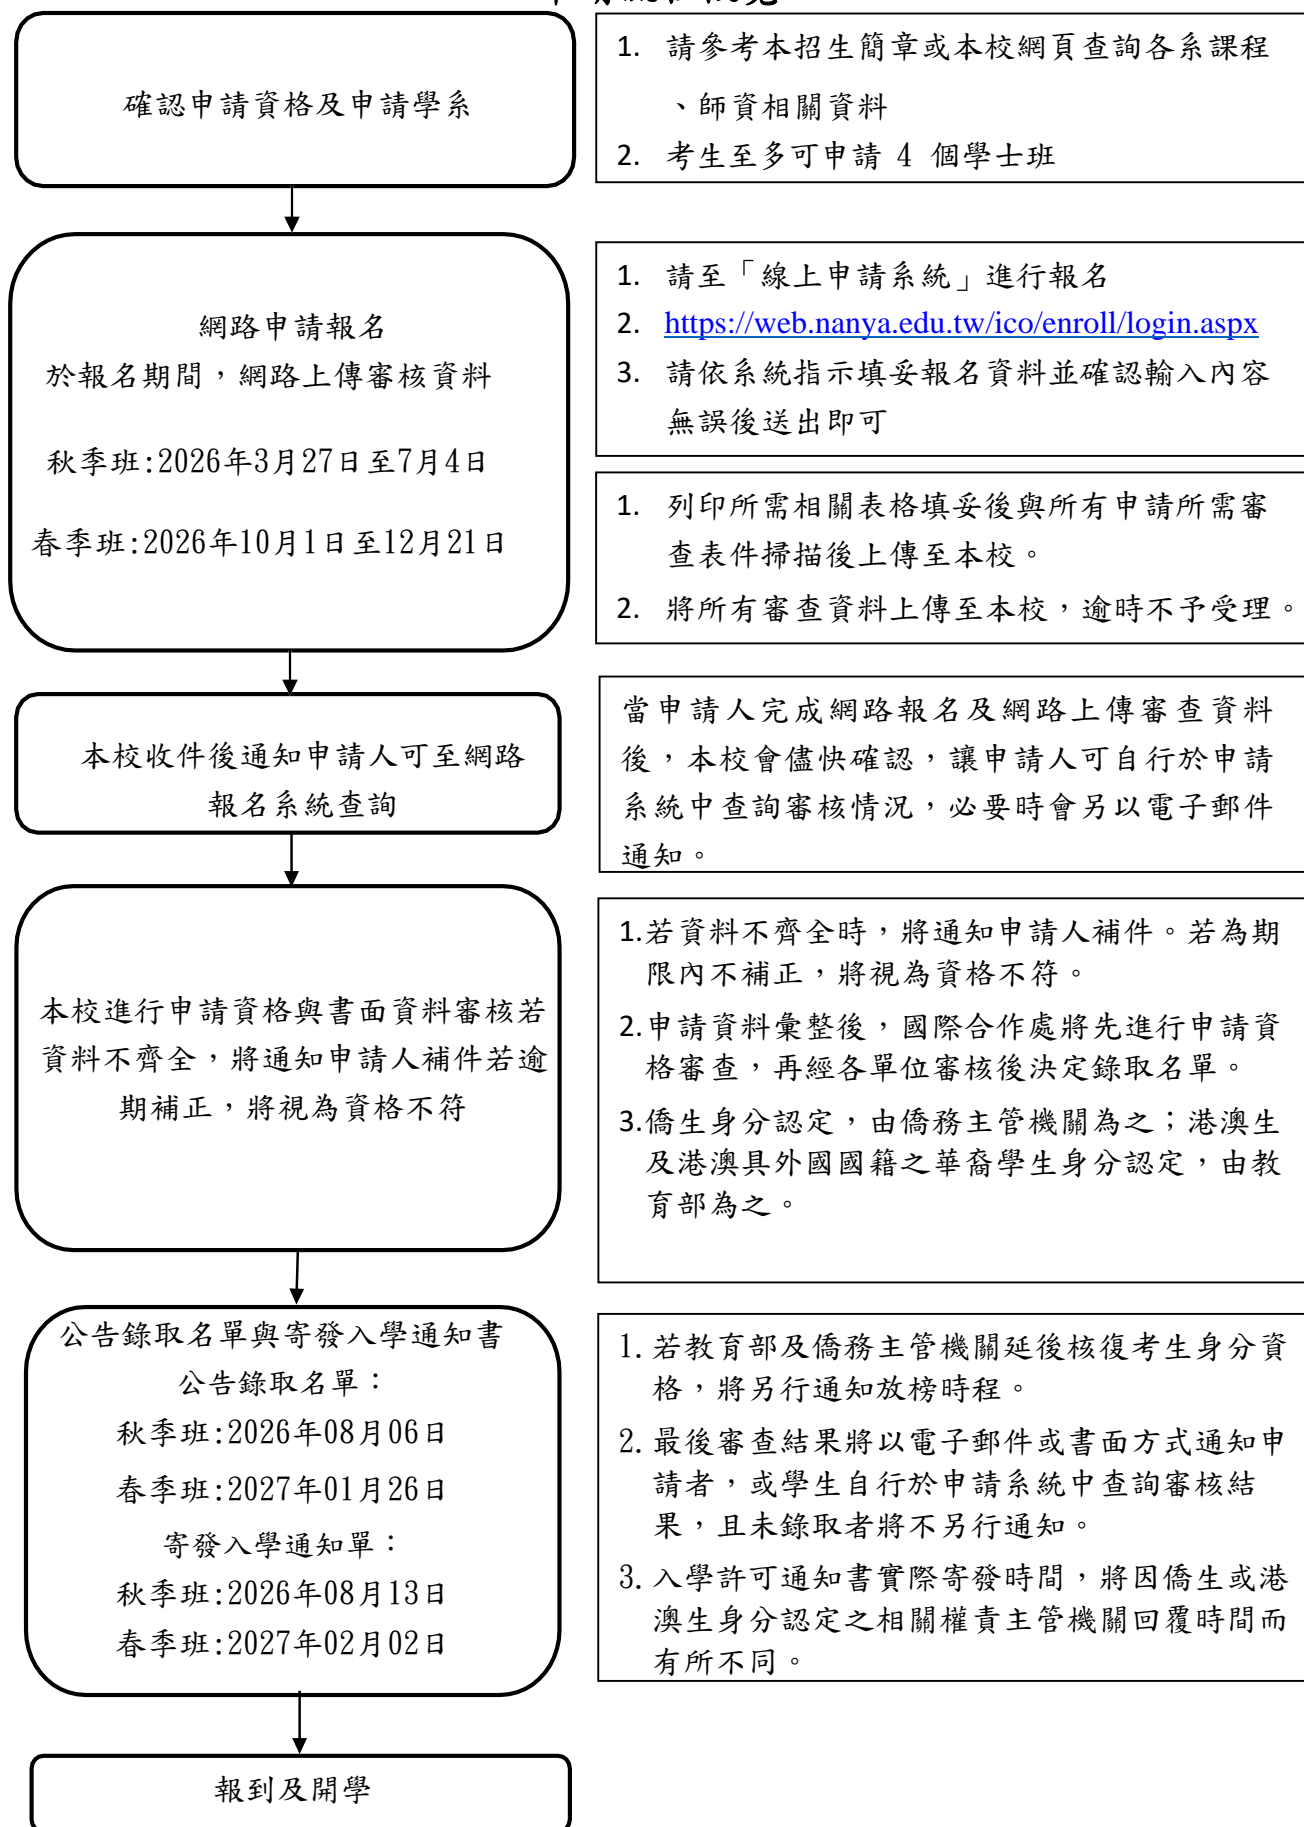 確認申請資格及申請學系
1. 請參考本招生簡章或本校網頁查詢各系課程
、師資相關資料
2. 考生至多可申請 4 個學士班
網路申請報名
於報名期間，網路上傳審核資料
秋季班:2026年3月27日至7月4日
春季班:2026年10月1日至12月21日
1. 請至「線上申請系統」進行報名
2. https://web.nanya.edu.tw/ico/enroll/login.aspx
3. 請依系統指示填妥報名資料並確認輸入內容
無誤後送出即可
1. 列印所需相關表格填妥後與所有申請所需審
查表件掃描後上傳至本校。
2. 將所有審查資料上傳至本校，逾時不予受理。
本校收件後通知申請人可至網路
報名系統查詢
當申請人完成網路報名及網路上傳審查資料
後，本校會儘快確認，讓申請人可自行於申請
系統中查詢審核情況，必要時會另以電子郵件
通知。
本校進行申請資格與書面資料審核若
資料不齊全，將通知申請人補件若逾
期補正，將視為資格不符
1.若資料不齊全時，將通知申請人補件。若為期
限內不補正，將視為資格不符。
2.申請資料彙整後，國際合作處將先進行申請資
格審查，再經各單位審核後決定錄取名單。
3.僑生身分認定，由僑務主管機關為之；港澳生
及港澳具外國國籍之華裔學生身分認定，由教
育部為之。
公告錄取名單與寄發入學通知書
公告錄取名單：
秋季班:2026年08月06日
春季班:2027年01月26日
寄發入學通知單：
秋季班:2026年08月13日
春季班:2027年02月02日
1. 若教育部及僑務主管機關延後核復考生身分資
格，將另行通知放榜時程。
2. 最後審查結果將以電子郵件或書面方式通知申
請者，或學生自行於申請系統中查詢審核結
果，且未錄取者將不另行通知。
3. 入學許可通知書實際寄發時間，將因僑生或港
澳生身分認定之相關權責主管機關回覆時間而
有所不同。
報到及開學